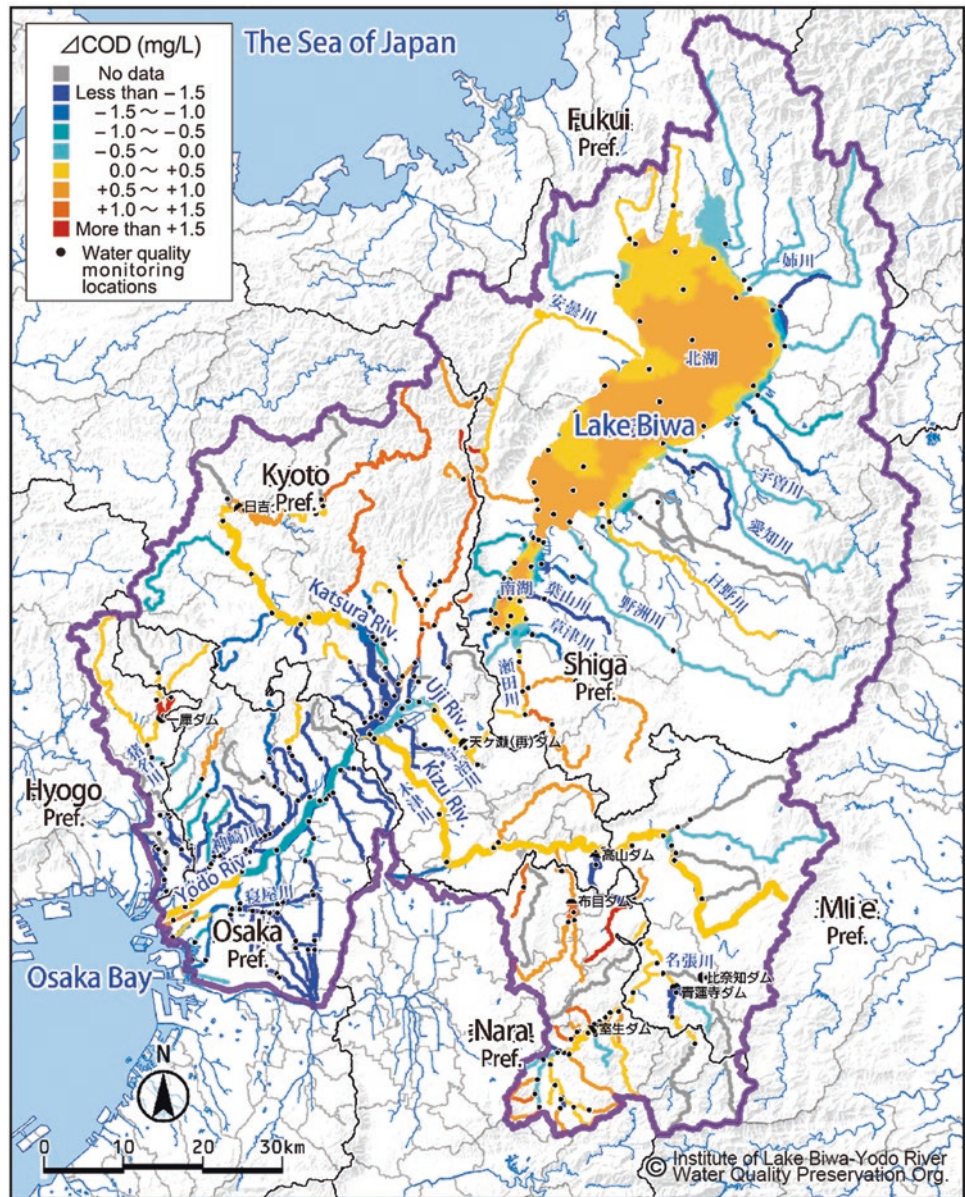 ⊿COD (mg/L)
No data
Less than −1.5
−1.5～ −1.0
−1.0～ −0.5
−0.5～ 0.0
0.0～ +0.5
+0.5～ +1.0
+1.0～ +1.5
More than +1.5
Water quality
monitoring
locations
The Sea of Japan
Fukui
Pref.
姉川
安曇川
北湖
Lake Biwa
Kyoto
Pref.
日吉
宇曽川
愛知川
日野川
Katsura Riv.
南湖
葉山川
野洲川
草津川
Shiga
Pref.
瀬田川
一庫ダム
Uji Riv.
天ヶ瀬(再)ダム
Hyogo
Pref.
Kizu Riv.
木津川
神崎川
Yodo Riv.
寝屋川
高山ダム
布目ダム
Osaka
Pref.
Mie
Pref.
名張川
比奈知ダム
青蓮寺ダム
Osaka Bay
室生ダム
Nara
Pref.
N
0 10 20 30km
© Institute of Lake Biwa-Yodo River
Water Quality Preservation Org.